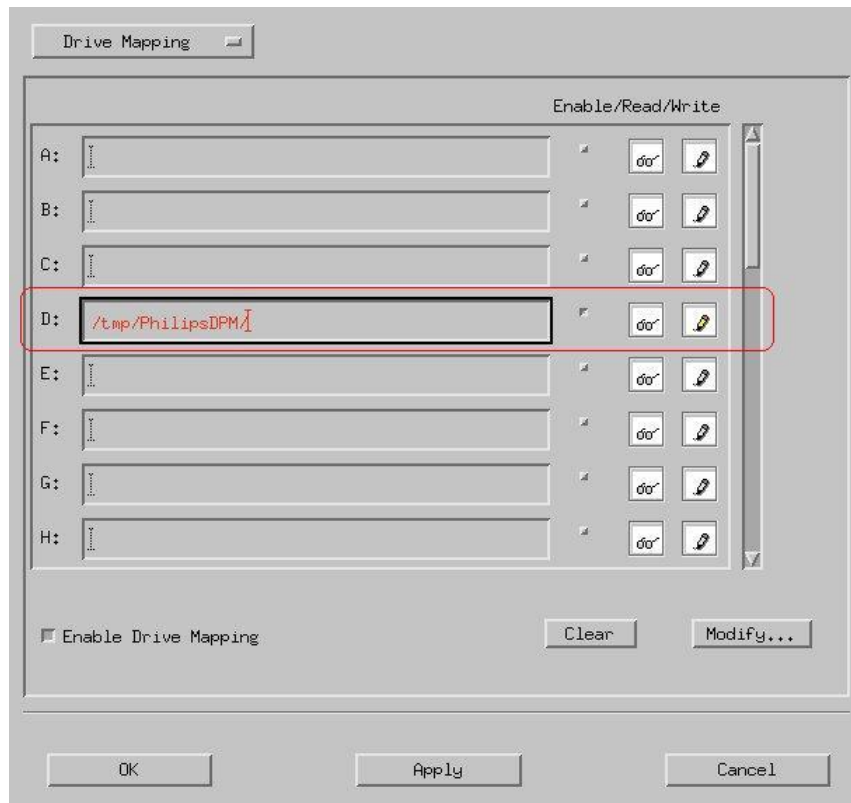 Drive Mapping
Enable/Read/Write
A:
B:
C:
D: /tmp/PhilipsDPM/
E:
F:
G:
H:
Enable Drive Mapping
Clear
Modify...
OK
Apply
Cancel